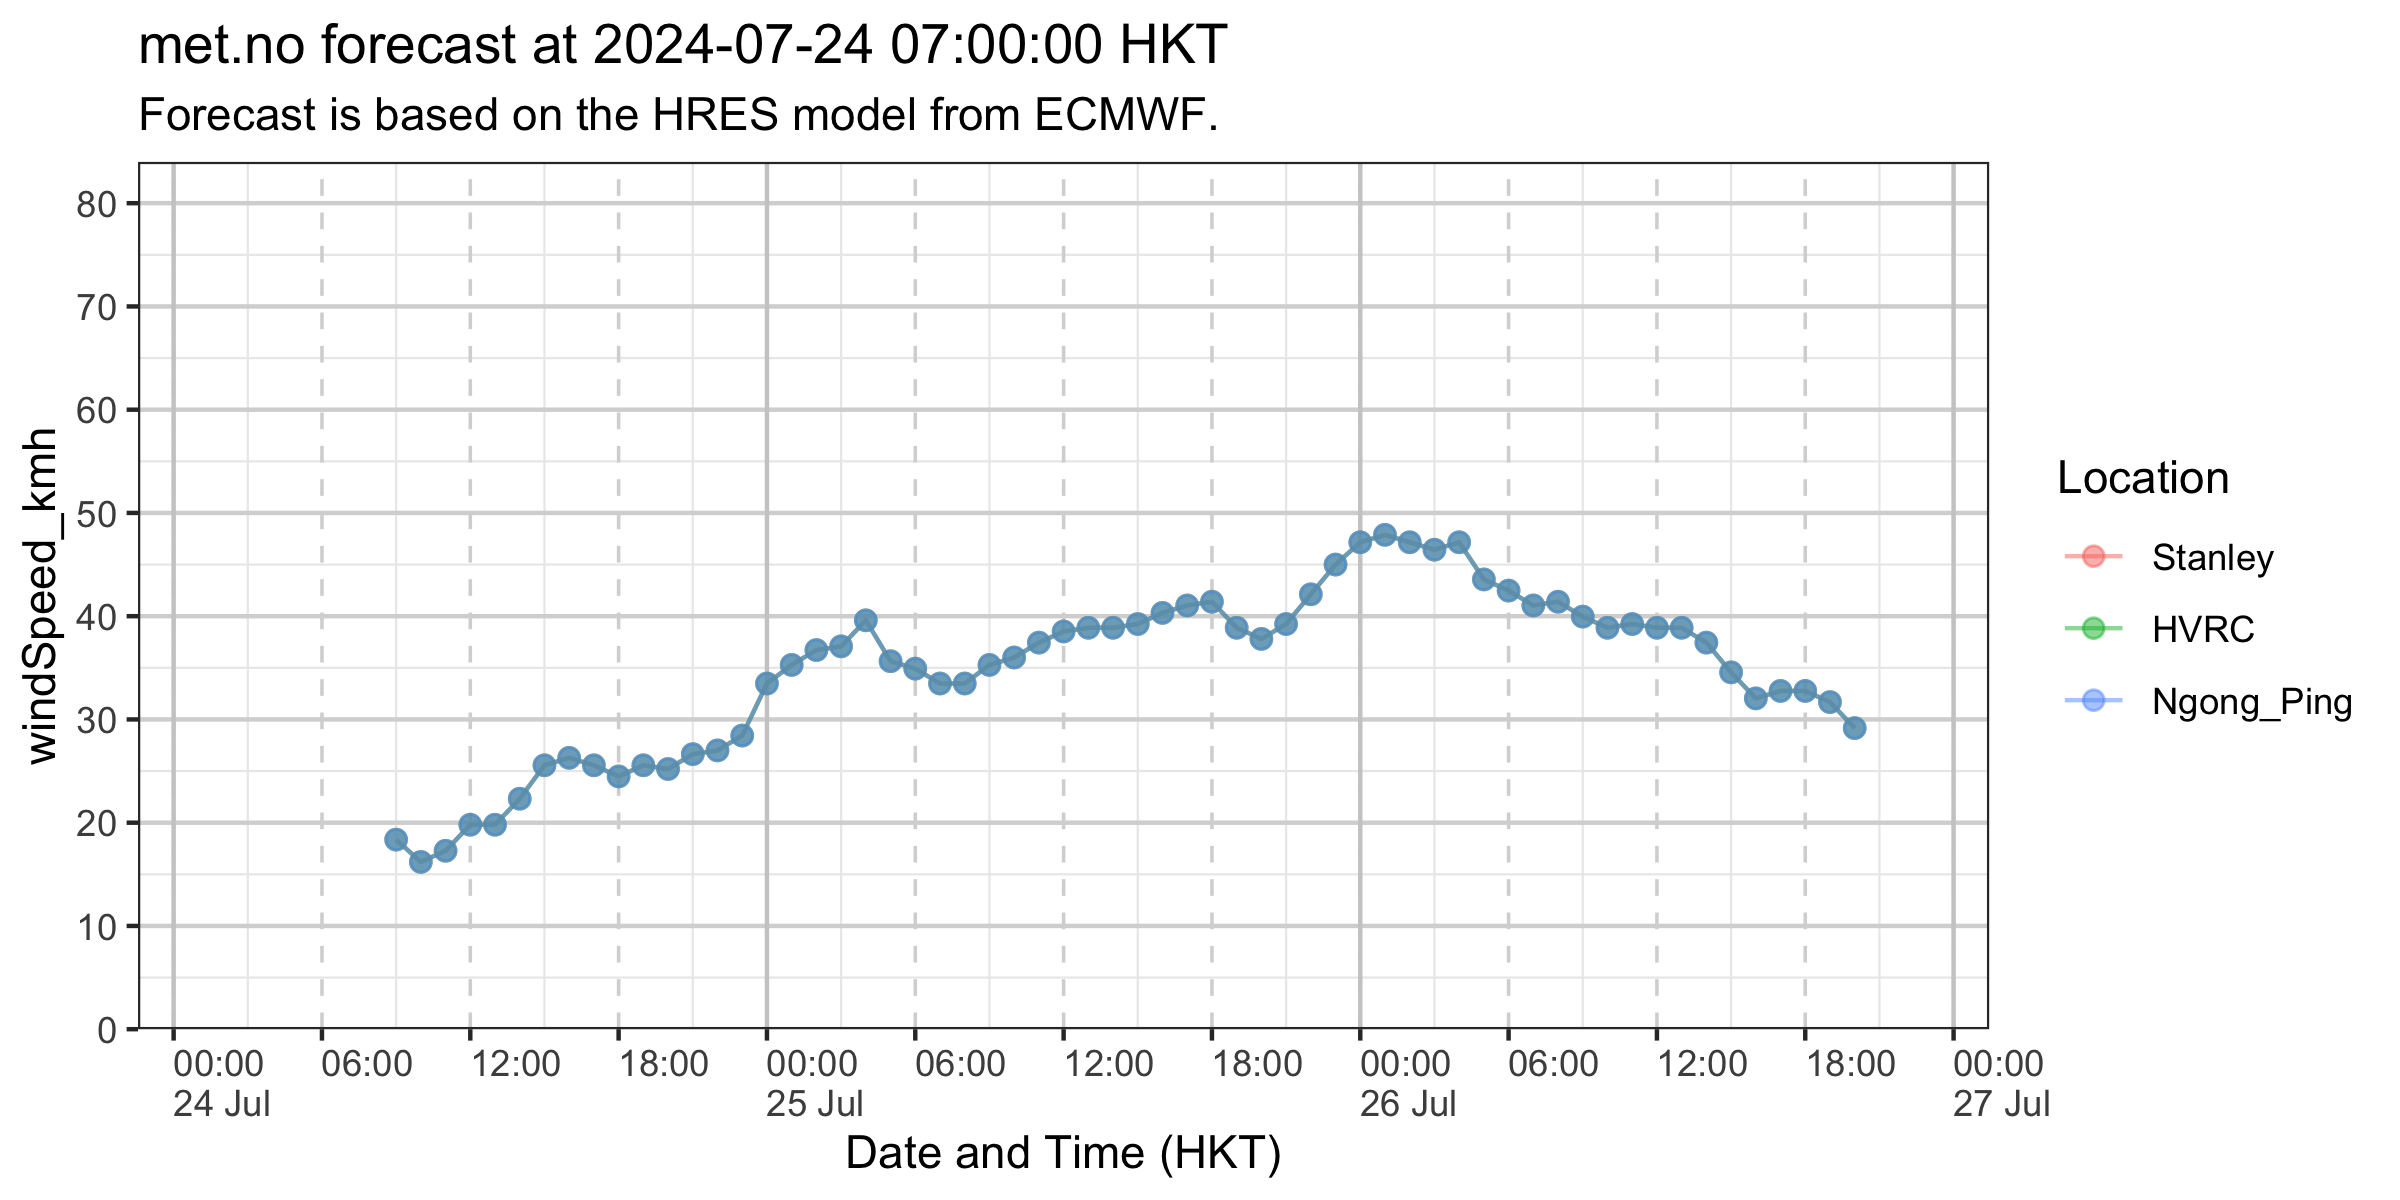 met.no forecast at 2024-07-24 07:00:00 HKT
Forecast is based on the HRES model from ECMWF.
windSpeed_kmh
80
70
60
50
40
30
20
10
0
00:00 06:00 12:00 18:00 00:00 06:00 12:00 18:00 00:00 06:00 12:00 18:00 00:00
24 Jul 25 Jul 26 Jul 27 Jul
Date and Time (HKT)
Location
Stanley
HVRC
Ngong_Ping